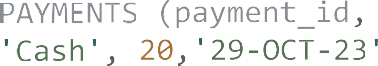 PAYMENTS (payment_id,
'Cash', 20,'29-OCT-23'